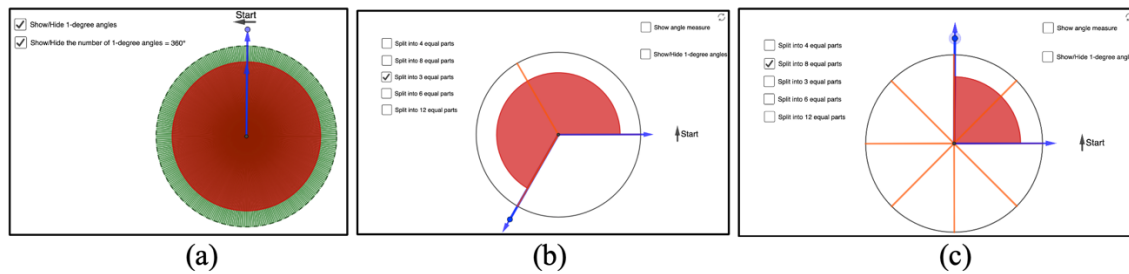 Start
Show/Hide 1-degree angles
Show/Hide the number of 1-degree angles = 360°
Show angle measure
Split into 4 equal parts
Show/Hide 1-degree angles
Split into 8 equal parts
Split into 3 equal parts
Split into 6 equal parts
Split into 12 equal parts
Start
Show angle measure
Split into 4 equal parts
Show/Hide 1-degree angle
Split into 8 equal parts
Split into 3 equal parts
Split into 6 equal parts
Split into 12 equal parts
Start
(a)
(b)
(c)